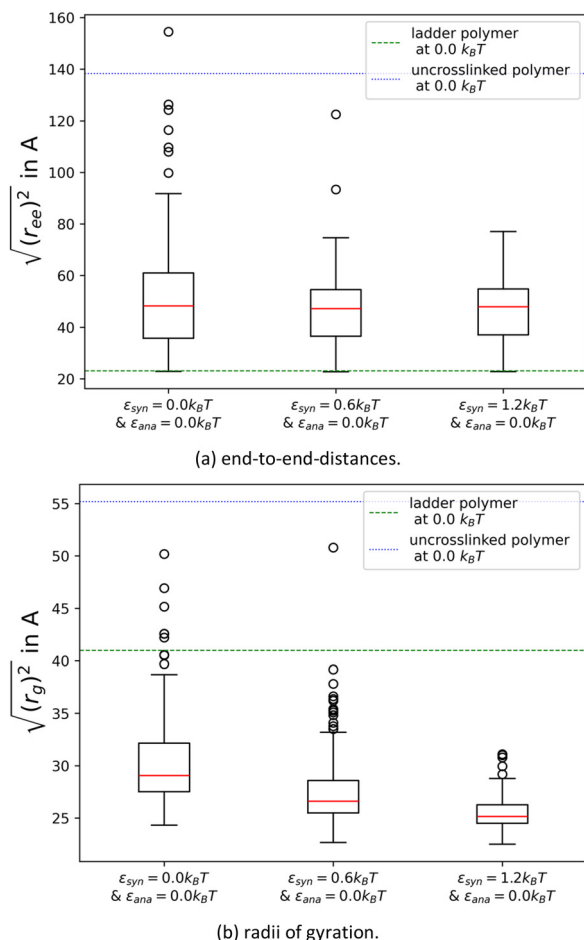 160
140
120
100
80
60
40
20
√(r_ee)² in A
ladder polymer
at 0.0 k_BT
uncrosslinked polymer
at 0.0 k_BT
ε_syn = 0.0k_BT
& ε_ana = 0.0k_BT
ε_syn = 0.6k_BT
& ε_ana = 0.0k_BT
ε_syn = 1.2k_BT
& ε_ana = 0.0k_BT
(a) end-to-end-distances.
55
50
45
40
35
30
25
√(r_g)² in A
ladder polymer
at 0.0 k_BT
uncrosslinked polymer
at 0.0 k_BT
ε_syn = 0.0k_BT
& ε_ana = 0.0k_BT
ε_syn = 0.6k_BT
& ε_ana = 0.0k_BT
ε_syn = 1.2k_BT
& ε_ana = 0.0k_BT
(b) radii of gyration.